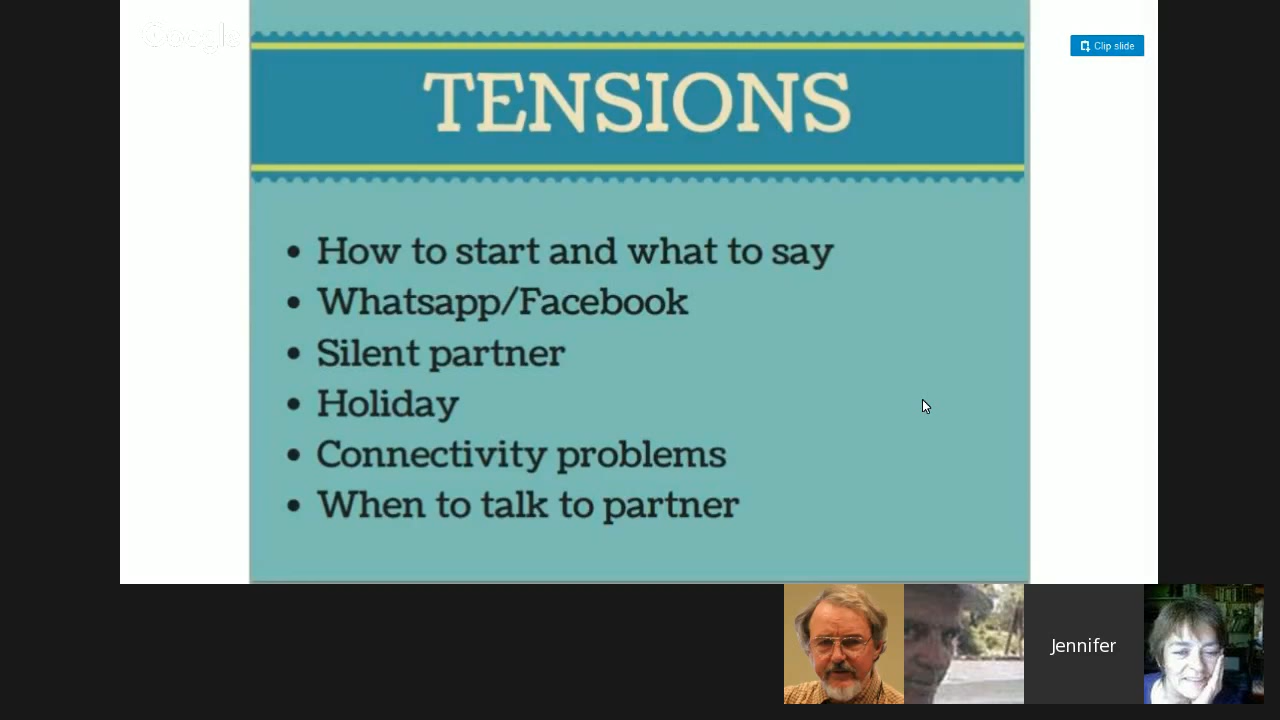 Google
Clip slide
TENSIONS
• How to start and what to say
• Whatsapp/Facebook
• Silent partner
• Holiday
• Connectivity problems
• When to talk to partner
Jennifer